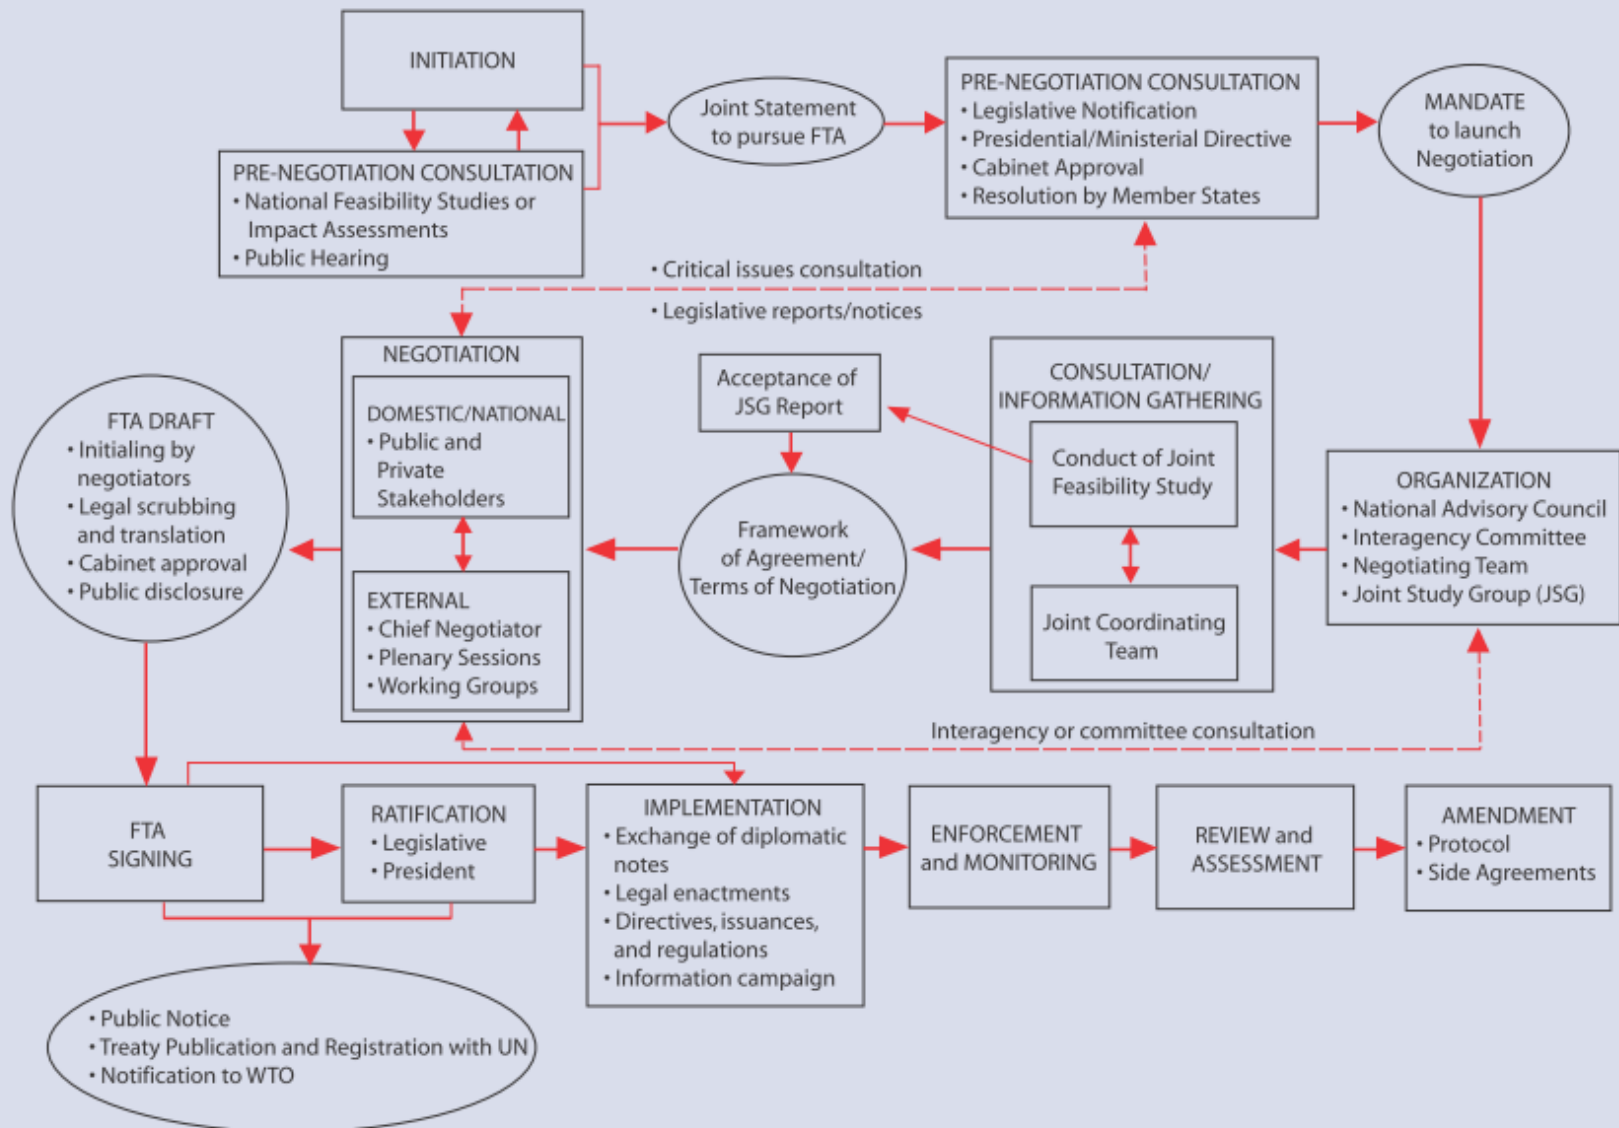 INITIATION
PRE-NEGOTIATION CONSULTATION
• National Feasibility Studies or
Impact Assessments
• Public Hearing
Joint Statement
to pursue FTA
PRE-NEGOTIATION CONSULTATION
• Legislative Notification
• Presidential/Ministerial Directive
• Cabinet Approval
• Resolution by Member States
MANDATE
to launch
Negotiation
• Critical issues consultation
• Legislative reports/notices
ORGANIZATION
• National Advisory Council
• Interagency Committee
• Negotiating Team
• Joint Study Group (JSG)
CONSULTATION/
INFORMATION GATHERING
Conduct of Joint
Feasibility Study
Joint Coordinating
Team
Acceptance of
JSG Report
Framework
of Agreement/
Terms of Negotiation
NEGOTIATION
DOMESTIC/NATIONAL
• Public and
Private
Stakeholders
EXTERNAL
• Chief Negotiator
• Plenary Sessions
• Working Groups
Interagency or committee consultation
FTA DRAFT
• Initialing by
negotiators
• Legal scrubbing
and translation
• Cabinet approval
• Public disclosure
FTA
SIGNING
RATIFICATION
• Legislative
• President
IMPLEMENTATION
• Exchange of diplomatic
notes
• Legal enactments
• Directives, issuances,
and regulations
• Information campaign
ENFORCEMENT
and MONITORING
REVIEW and
ASSESSMENT
AMENDMENT
• Protocol
• Side Agreements
• Public Notice
• Treaty Publication and Registration with UN
• Notification to WTO